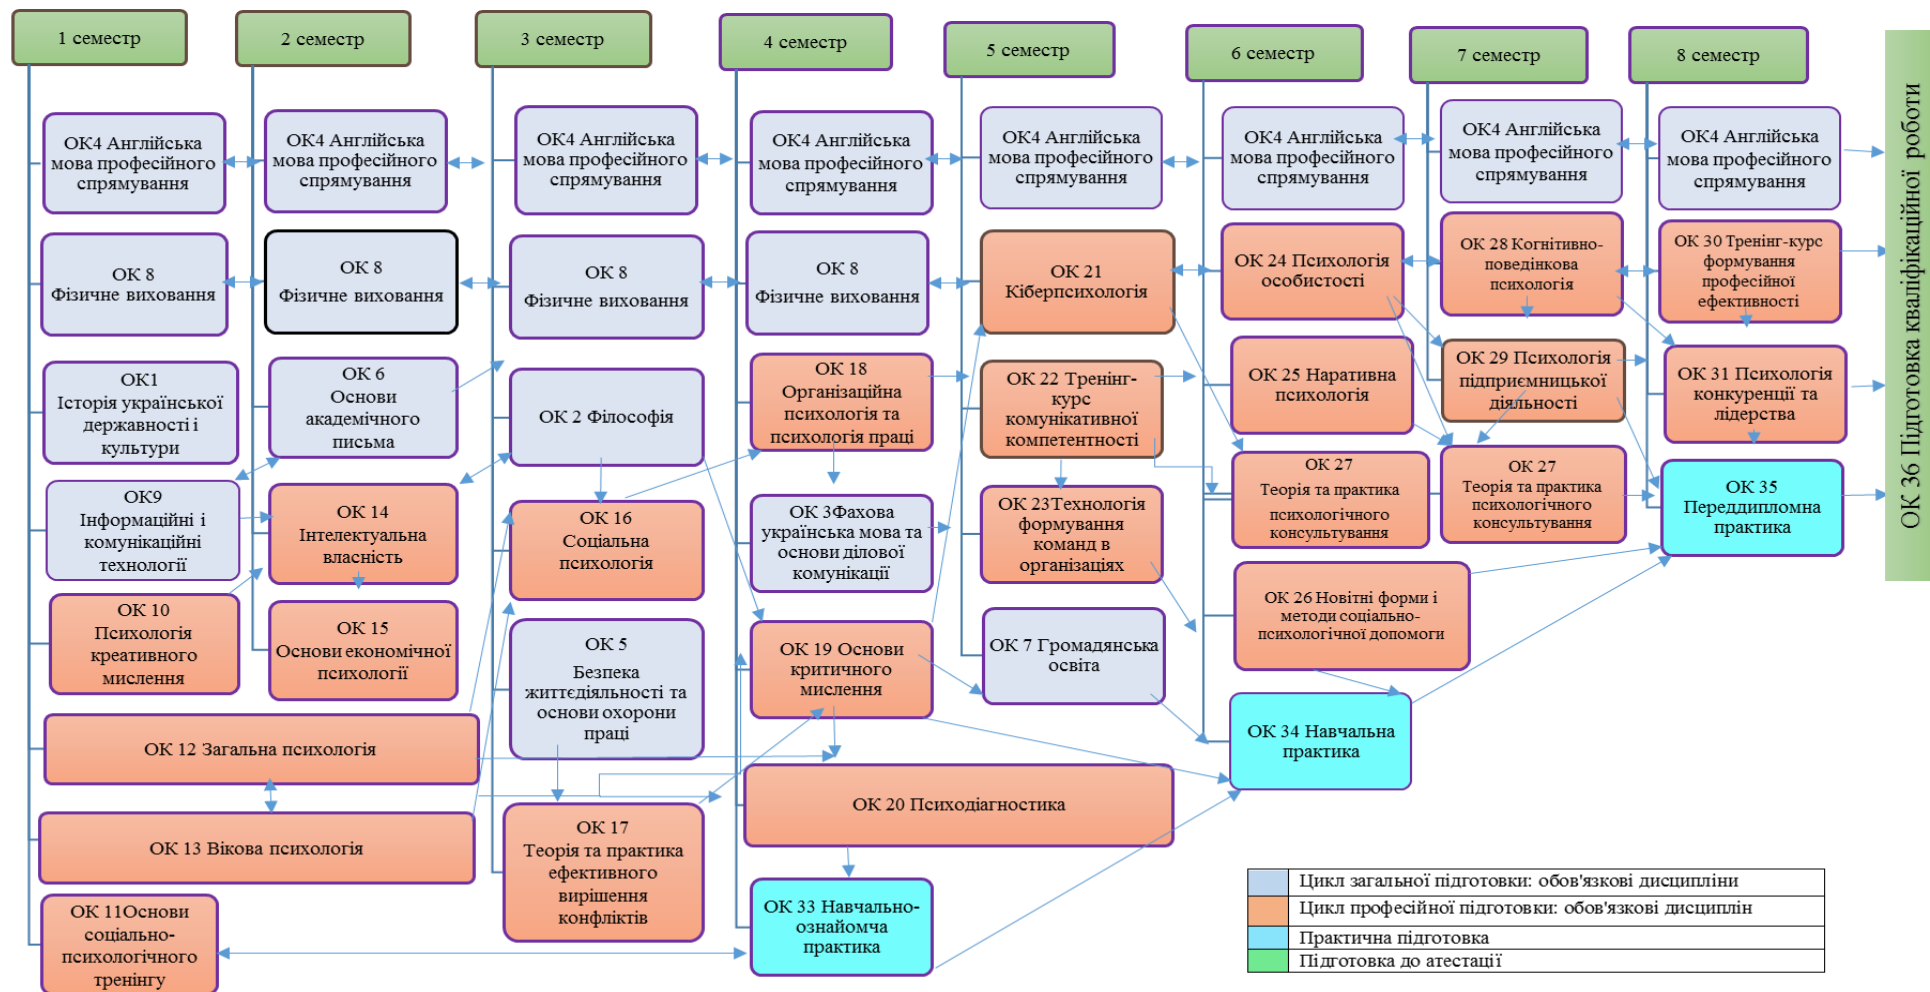 1 семестр
2 семестр
3 семестр
4 семестр
5 семестр
6 семестр
7 семестр
8 семестр
ОК4 Англійська
мова професійного
спрямування
ОК 8
Фізичне виховання
ОК1
Історія української
державності і
культури
ОК9
Інформаційні і
комунікаційні
технології
ОК 10
Психологія
креативного
мислення
ОК 12 Загальна психологія
ОК 13 Вікова психологія
ОК 11Основи
соціально-
психологічного
тренінгу
ОК4 Англійська
мова професійного
спрямування
ОК 8
Фізичне виховання
ОК 6
Основи
академічного
письма
ОК 14
Інтелектуальна
власність
ОК 15
Основи економічної
психології
ОК4 Англійська
мова професійного
спрямування
ОК 8
Фізичне виховання
ОК 2 Філософія
ОК 16
Соціальна
психологія
ОК 5
Безпека
життєдіяльності та
основи охорони
праці
ОК 17
Теорія та практика
ефективного
вирішення
конфліктів
ОК4 Англійська
мова професійного
спрямування
ОК 8
Фізичне виховання
ОК 18
Організаційна
психологія та
психологія праці
ОК 3Фахова
українська мова та
основи ділової
комунікації
ОК 19 Основи
критичного
мислення
ОК 20 Психодіагностика
ОК 33 Навчально-
ознайомча
практика
ОК4 Англійська
мова професійного
спрямування
ОК 21
Кіберпсихологія
ОК 22 Тренінг-
курс
комунікативної
компетентності
ОК 23Технологія
формування
команд в
організаціях
ОК 7 Громадянська
освіта
ОК4 Англійська
мова професійного
спрямування
ОК 24 Психологія
особистості
ОК 25 Наративна
психологія
ОК 27
Теорія та практика
психологічного
консультування
ОК 26 Новітні форми і
методи соціально-
психологічної допомоги
ОК 34 Навчальна
практика
ОК4 Англійська
мова професійного
спрямування
ОК 28 Когнітивно-
поведінкова
психологія
ОК 29 Психологія
підприємницької
діяльності
ОК 27
Теорія та практика
психологічного
консультування
ОК4 Англійська
мова професійного
спрямування
ОК 30 Тренінг-курс
формування
професійної
ефективності
ОК 31 Психологія
конкуренції та
лідерства
ОК 35
Переддипломна
практика
ОК 36 Підготовка кваліфікаційної роботи
Цикл загальної підготовки: обов'язкові дисципліни
Цикл професійної підготовки: обов'язкові дисциплін
Практична підготовка
Підготовка до атестації